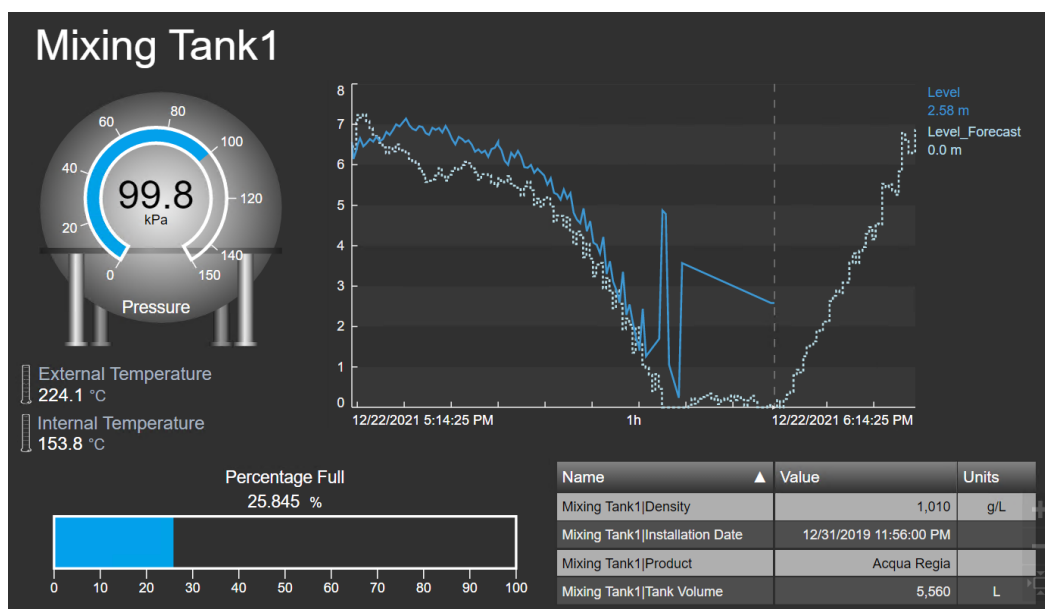 Mixing Tank1
0
20
40
60
80
100
120
140
150
99.8
kPa
Pressure
External Temperature
224.1 °C
Internal Temperature
153.8 °C
8
7
6
5
4
3
2
1
0
12/22/2021 5:14:25 PM 1h 12/22/2021 6:14:25 PM
Level
2.58 m
Level_Forecast
0.0 m
Percentage Full
25.845 %
0 10 20 30 40 50 60 70 80 90 100
Name ▲ Value Units
Mixing Tank1|Density 1,010 g/L
Mixing Tank1|Installation Date 12/31/2019 11:56:00 PM
Mixing Tank1|Product Acqua Regia
Mixing Tank1|Tank Volume 5,560 L